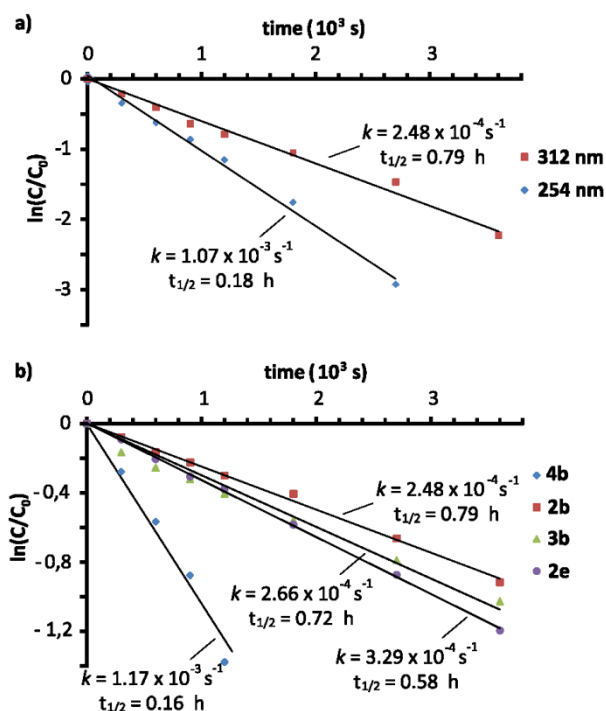 a)
time (10³ s)
0 1 2 3
0
-1
-2
-3
ln(C/C₀)
k = 2.48 x 10⁻⁴ s⁻¹
t₁/₂ = 0.79 h
312 nm
254 nm
k = 1.07 x 10⁻³ s⁻¹
t₁/₂ = 0.18 h
b)
time (10³ s)
0 1 2 3
0
- 0,4
- 0,8
- 1,2
ln(C/C₀)
4b
2b
3b
2e
k = 2.48 x 10⁻⁴ s⁻¹
t₁/₂ = 0.79 h
k = 2.66 x 10⁻⁴ s⁻¹
t₁/₂ = 0.72 h
k = 3.29 x 10⁻⁴ s⁻¹
t₁/₂ = 0.58 h
k = 1.17 x 10⁻³ s⁻¹
t₁/₂ = 0.16 h